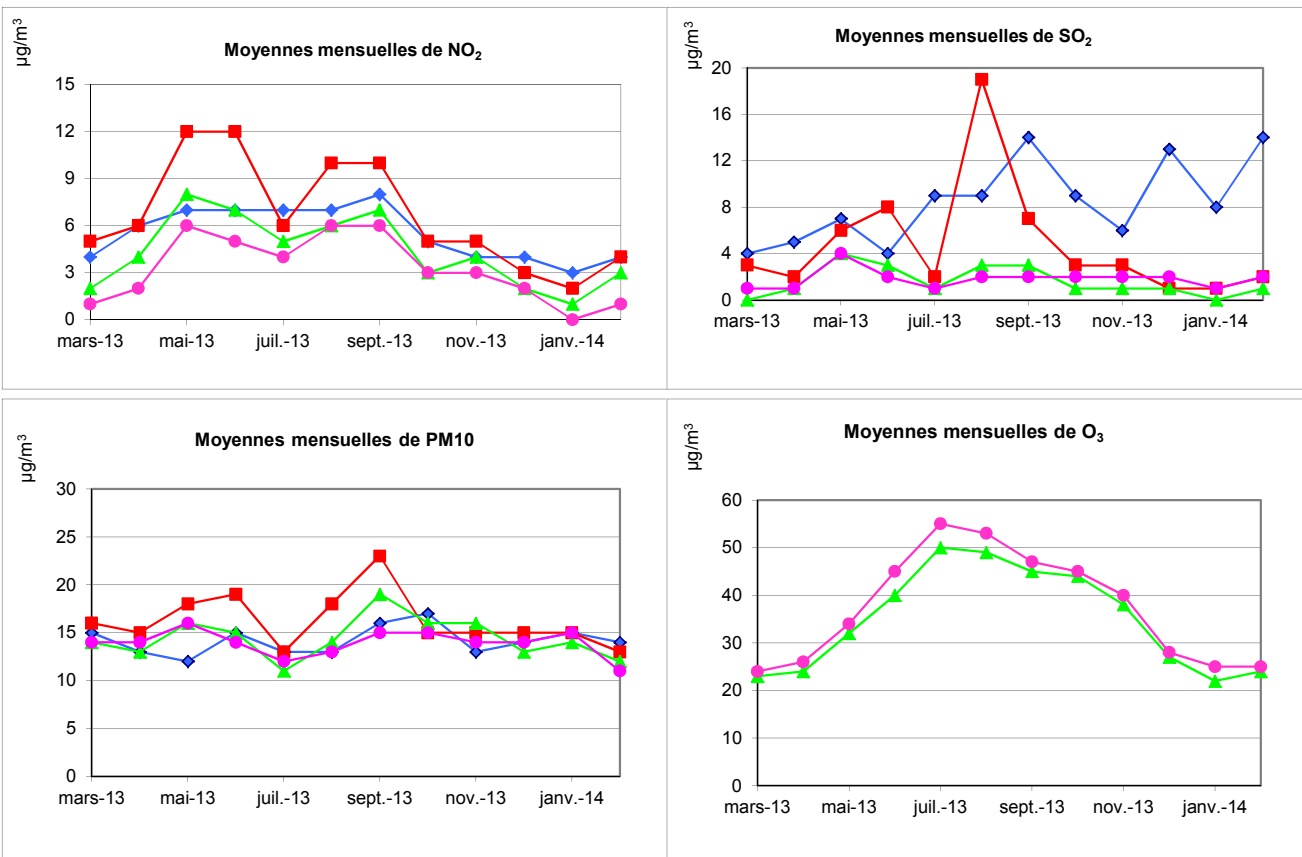 µg/m³
Moyennes mensuelles de NO₂
15
12
9
6
3
0
mars-13 mai-13 juil.-13 sept.-13 nov.-13 janv.-14
µg/m³
Moyennes mensuelles de SO₂
20
16
12
8
4
0
mars-13 mai-13 juil.-13 sept.-13 nov.-13 janv.-14
µg/m³
Moyennes mensuelles de PM10
30
25
20
15
10
5
0
mars-13 mai-13 juil.-13 sept.-13 nov.-13 janv.-14
µg/m³
Moyennes mensuelles de O₃
60
50
40
30
20
10
0
mars-13 mai-13 juil.-13 sept.-13 nov.-13 janv.-14